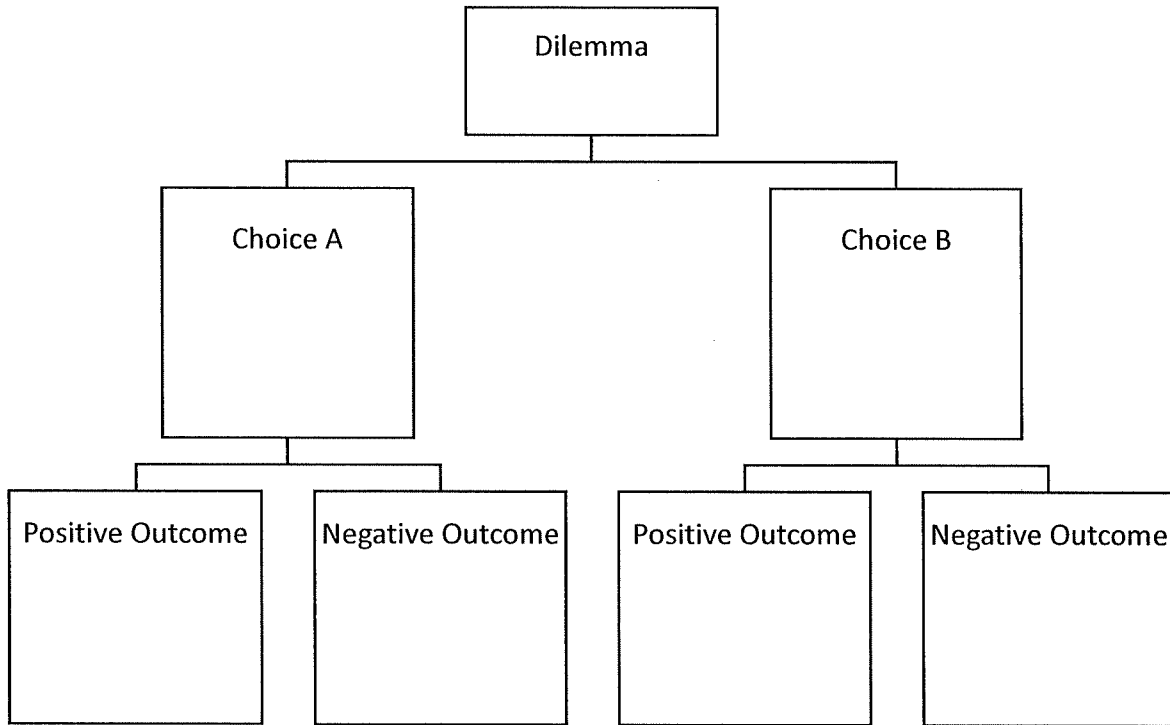 Dilemma
Choice A
Choice B
Positive Outcome
Negative Outcome
Positive Outcome
Negative Outcome